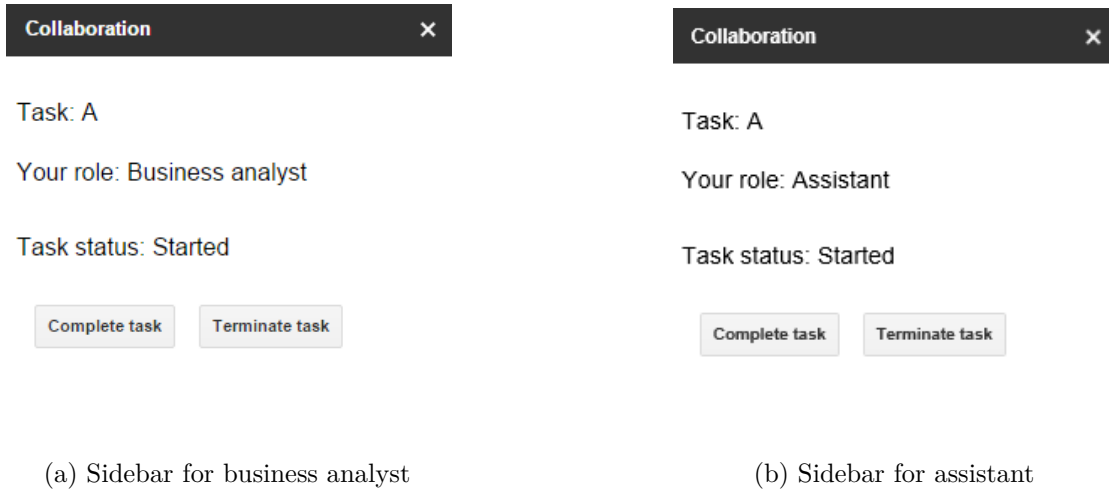 Collaboration ×
Task: A
Your role: Business analyst
Task status: Started
Complete task Terminate task
(a) Sidebar for business analyst
Collaboration ×
Task: A
Your role: Assistant
Task status: Started
Complete task Terminate task
(b) Sidebar for assistant